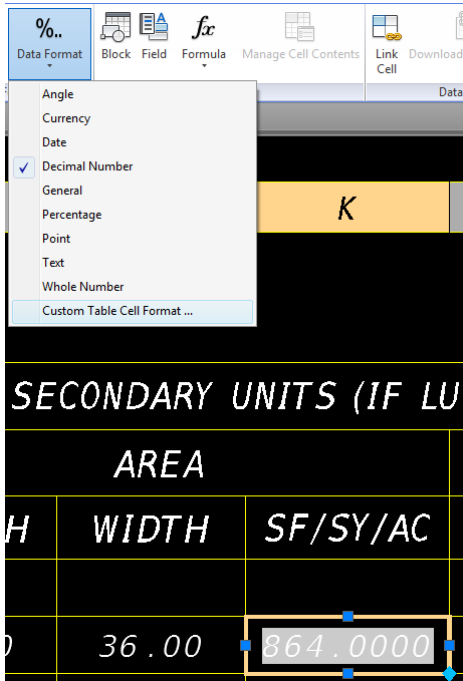 %..
Data Format
Block
Field
fx
Formula
Manage Cell Contents
Link Cell
Download
Data
Angle
Currency
Date
Decimal Number
General
Percentage
Point
Text
Whole Number
Custom Table Cell Format ...
K
SECONDARY UNITS (IF LU
AREA
H
WIDTH
SF/SY/AC
36.00
864.0000